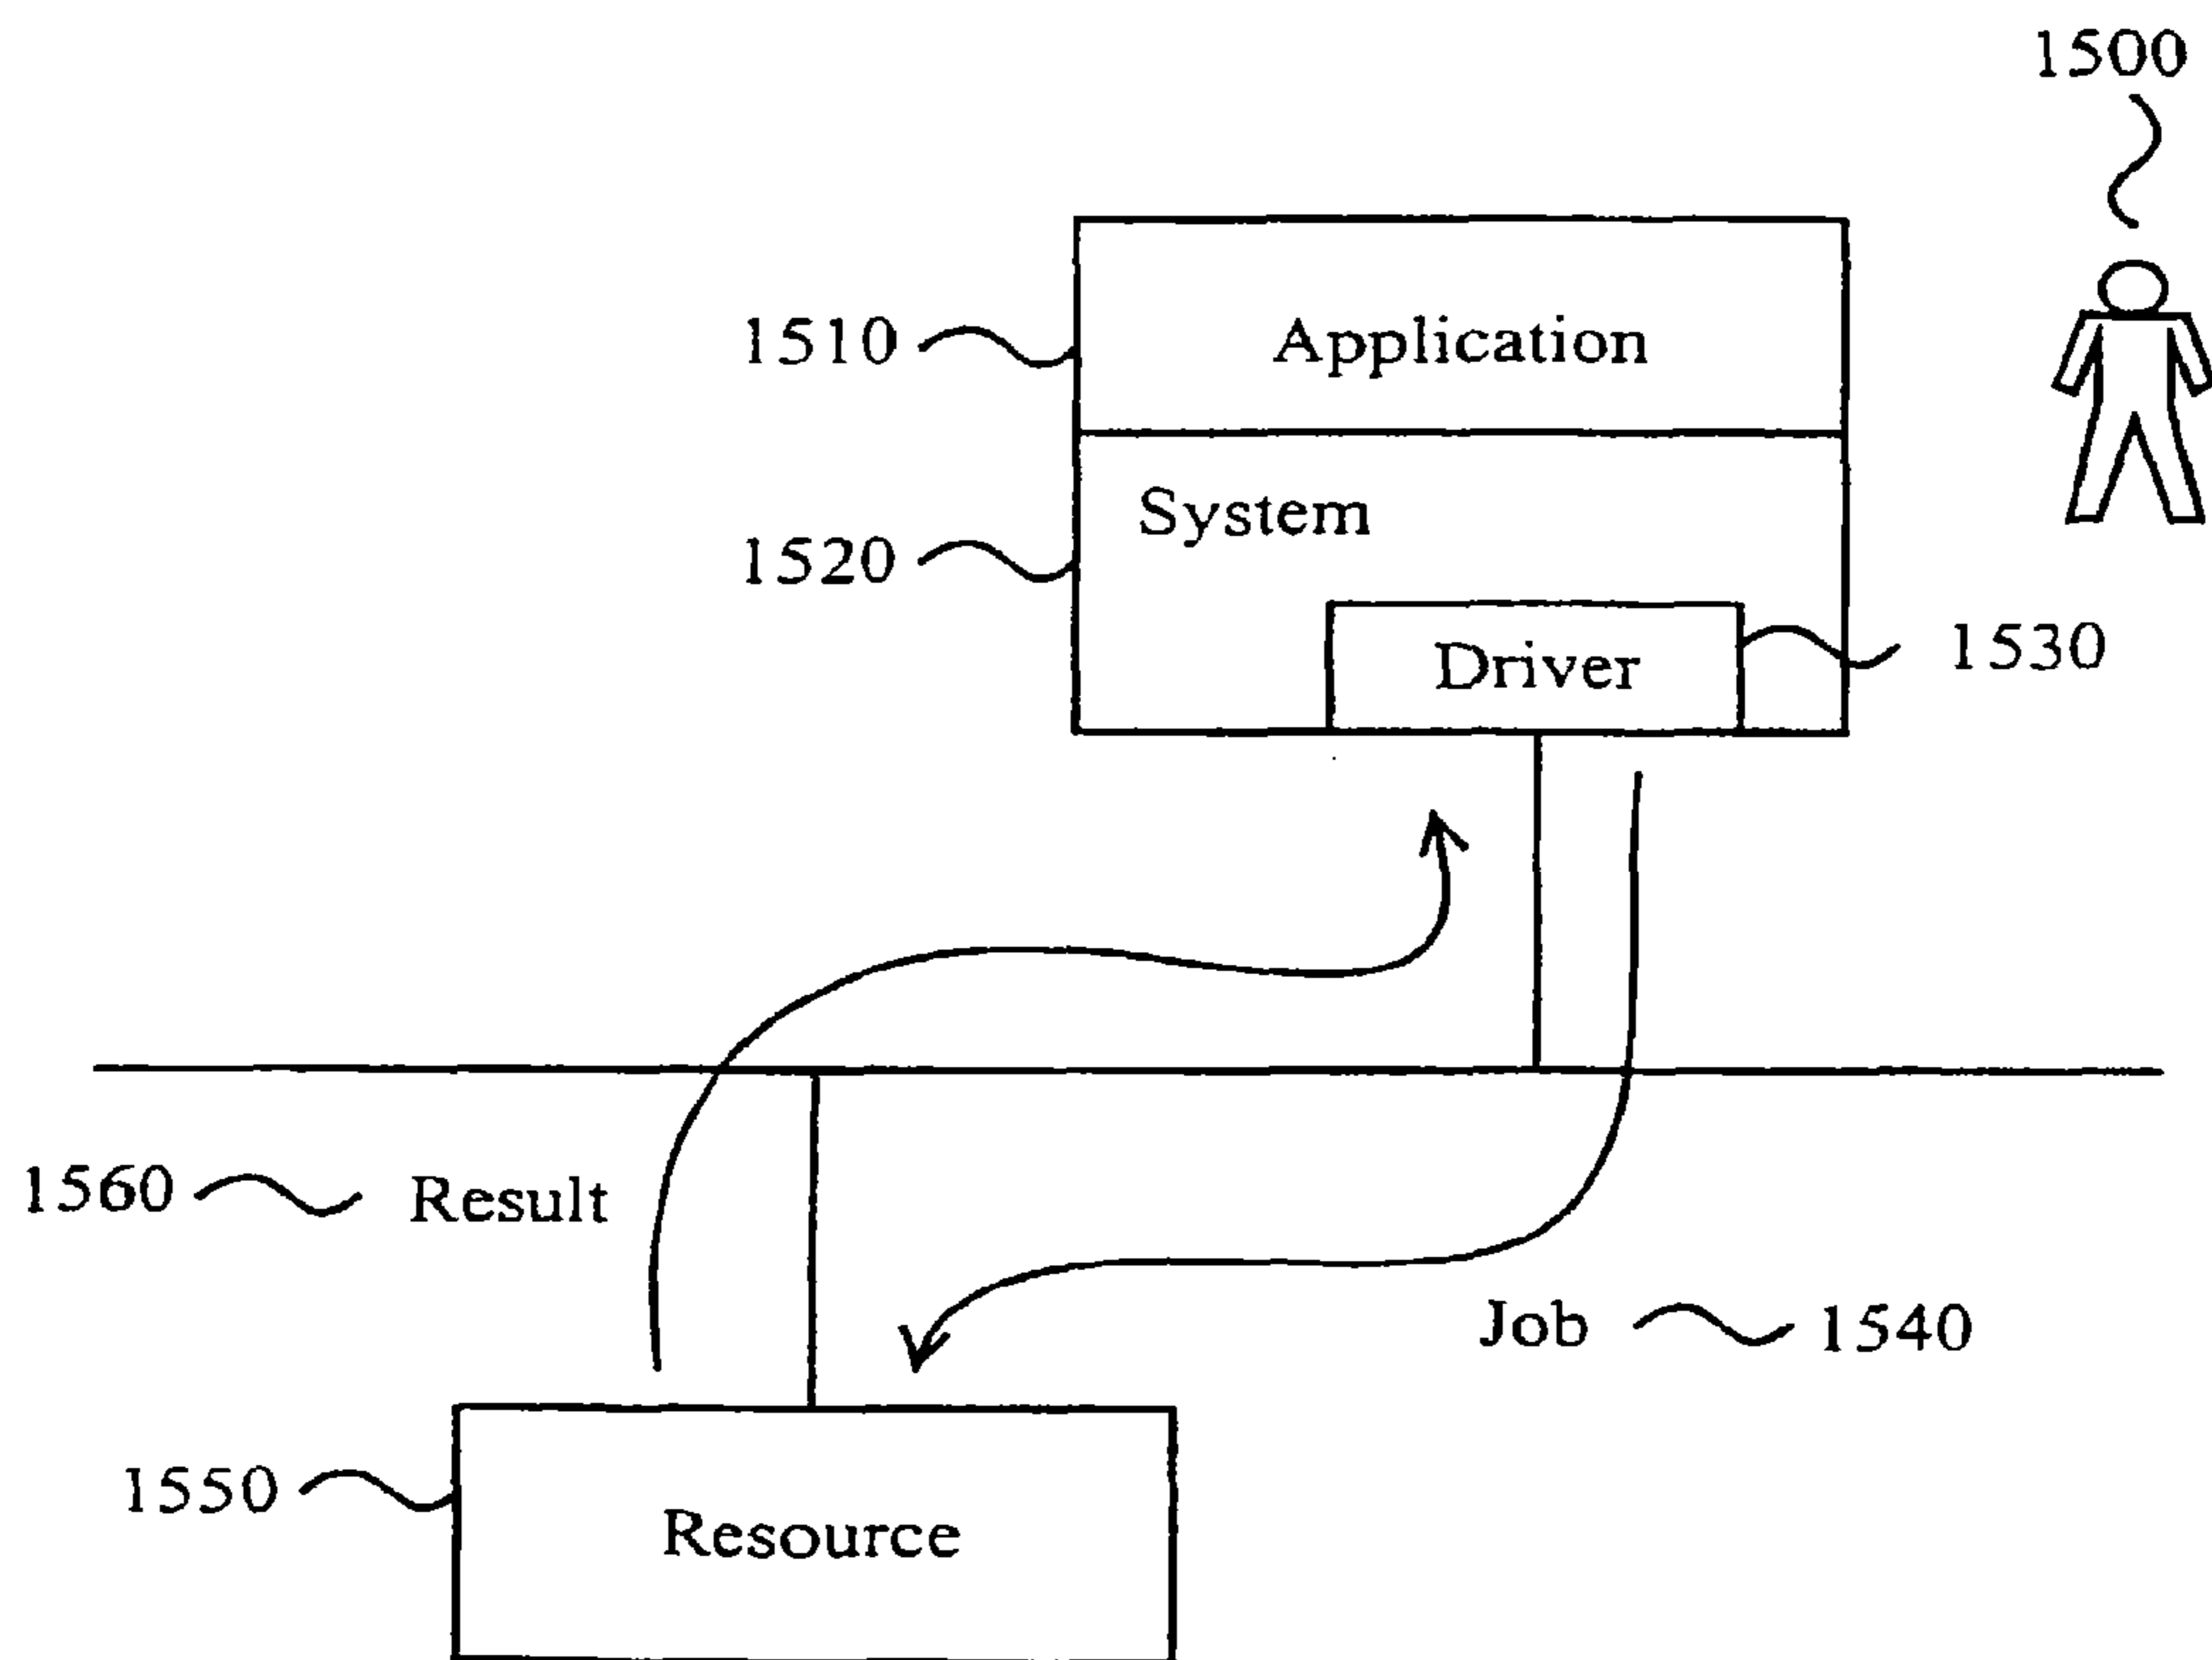 1500
1510
Application
System
1520
Driver
1530
1560
Result
Job
1540
1550
Resource